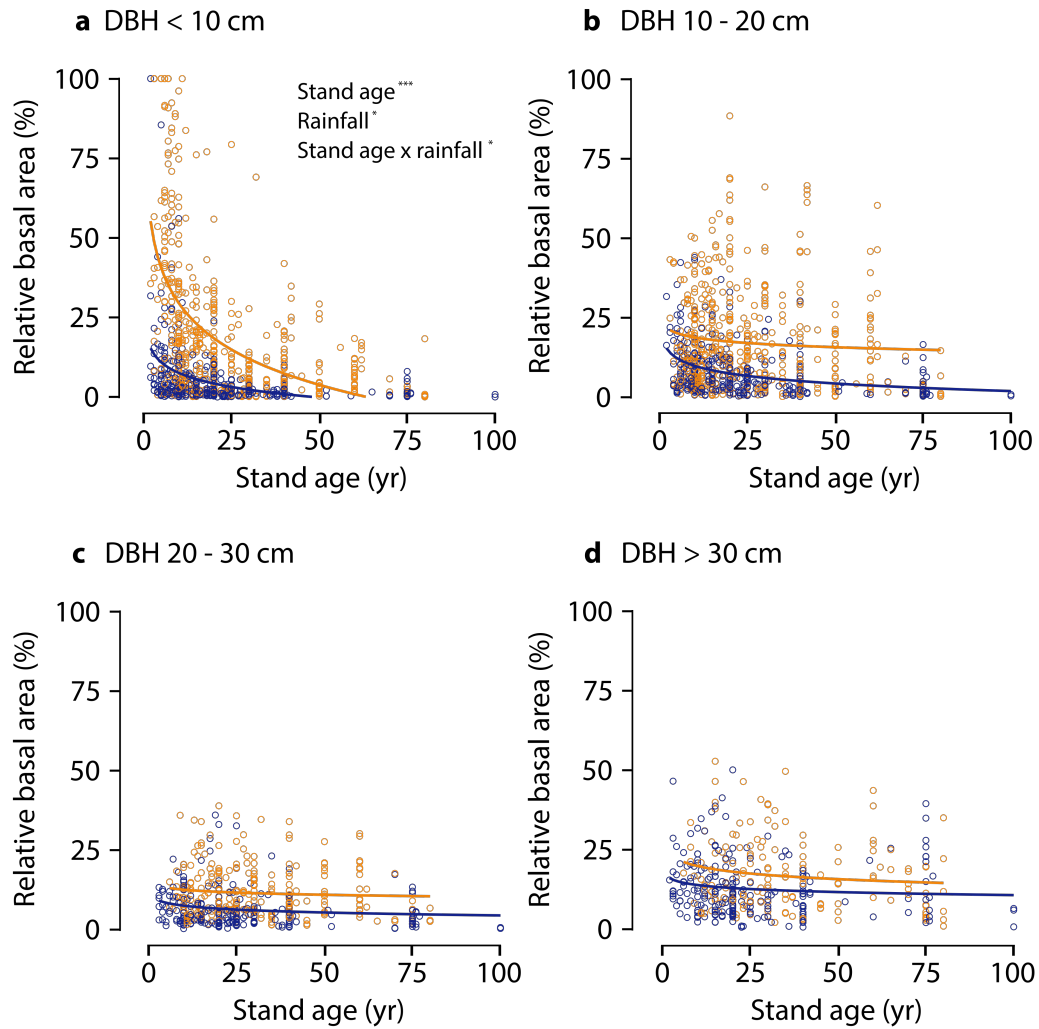 a DBH < 10 cm
Relative basal area (%)
100
75
50
25
0
Stand age ***
Rainfall *
Stand age x rainfall *
0 25 50 75 100
Stand age (yr)
b DBH 10 - 20 cm
Relative basal area (%)
100
75
50
25
0
0 25 50 75 100
Stand age (yr)
c DBH 20 - 30 cm
Relative basal area (%)
100
75
50
25
0
0 25 50 75 100
Stand age (yr)
d DBH > 30 cm
Relative basal area (%)
100
75
50
25
0
0 25 50 75 100
Stand age (yr)